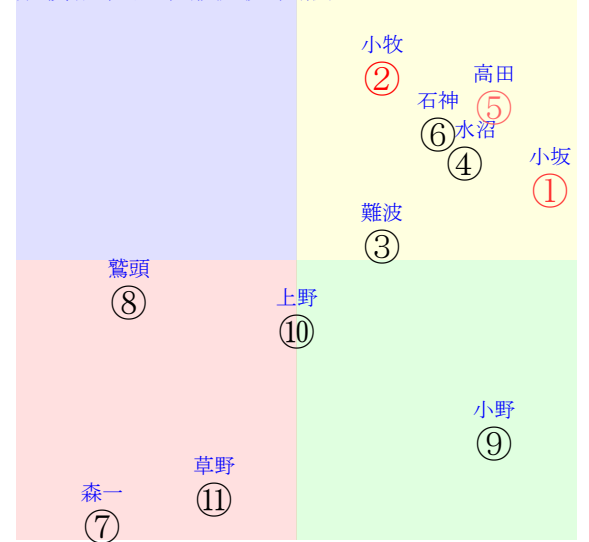 小牧
②
高田
⑤
石神
⑥
水沼
④
小坂
①
難波
③
鷲頭
⑧
上野
⑩
小野
⑨
草野
⑪
森一
⑦